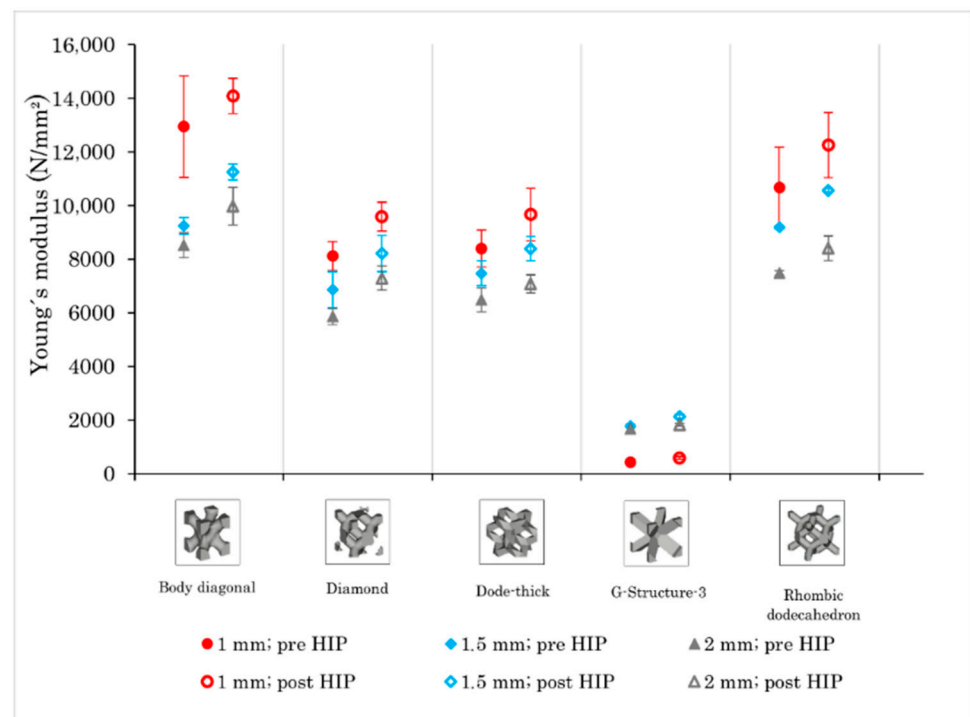 16,000
14,000
12,000
10,000
8000
6000
4000
2000
0
Young´s modulus (N/mm²)
Body diagonal
Diamond
Dode-thick
G-Structure-3
Rhombic
dodecahedron
1 mm; pre HIP
1.5 mm; pre HIP
2 mm; pre HIP
1 mm; post HIP
1.5 mm; post HIP
2 mm; post HIP